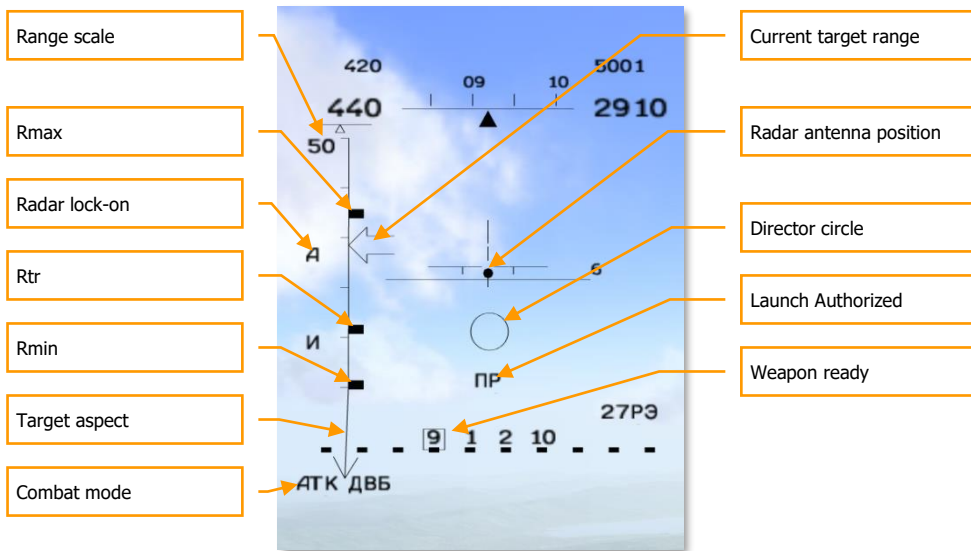 Range scale
Rmax
Radar lock-on
Rtr
Rmin
Target aspect
Combat mode
420
09
10
5001
440
2910
50
А
6
И
ПР
27РЭ
9 1 2 10
АТК ДВБ
Current target range
Radar antenna position
Director circle
Launch Authorized
Weapon ready